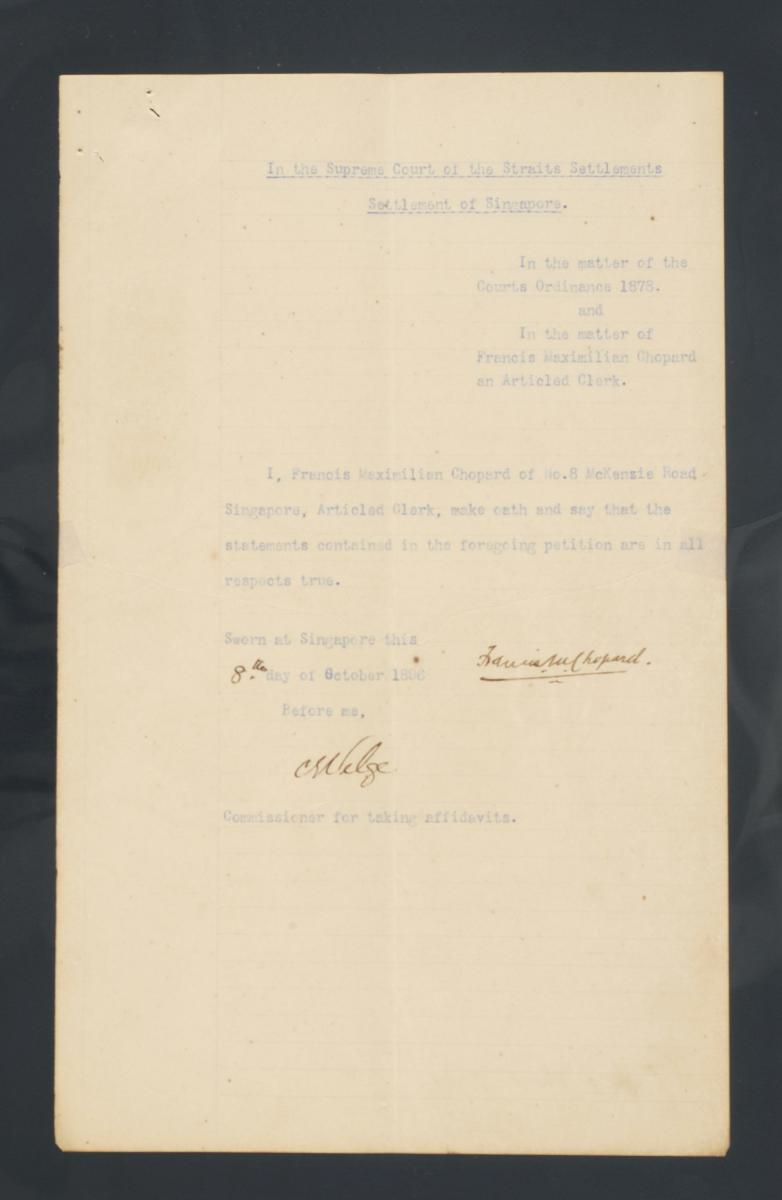 In the Supreme Court of the Straits Settlements
Settlement of Singapore.
In the matter of the
Courts Ordinance 1878.
and
In the matter of
Francis Maximilian Chopard
an Articled Clerk.
I, Francis Maximilian Chopard of No.8 McKenzie Road
Singapore, Articled Clerk, make oath and say that the
statements contained in the foregoing petition are in all
respects true.
Sworn at Singapore this
8th day of October
Francis M Chopard.
Before me,
Commissioner for taking affidavits.